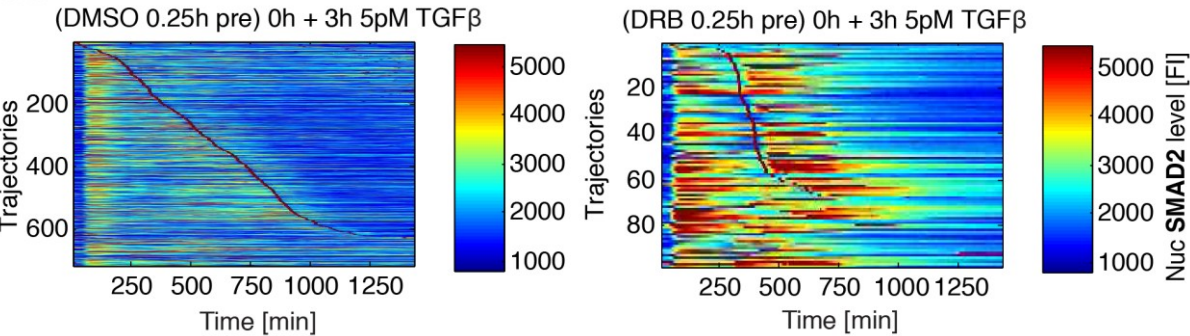 (DMSO 0.25h pre) 0h + 3h 5pM TGFβ
Trajectories
200
400
600
250 500 750 1000 1250
Time [min]
5000
4000
3000
2000
1000
(DRB 0.25h pre) 0h + 3h 5pM TGFβ
Trajectories
20
40
60
80
250 500 750 1000 1250
Time [min]
5000
4000
3000
2000
1000
Nuc SMAD2 level [FI]